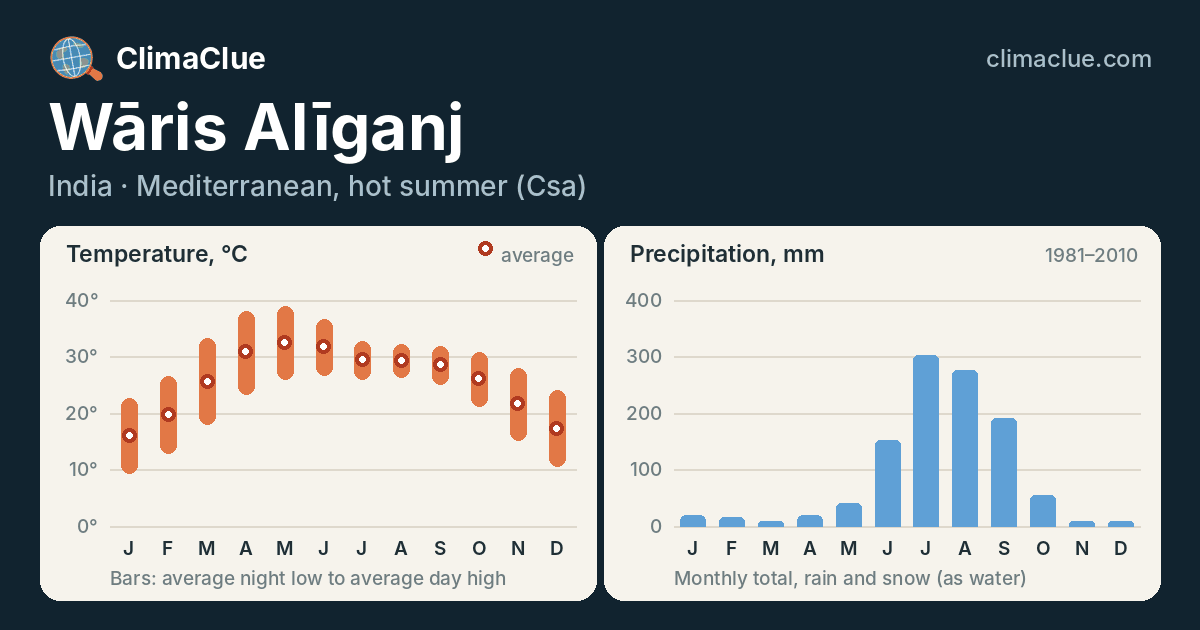 ClimaClue
climaclue.com
Wāris Alīganj
India · Mediterranean, hot summer (Csa)
Temperature, °C
average
40°
30°
20°
10°
0°
J F M A M J J A S O N D
Bars: average night low to average day high
Precipitation, mm
1981–2010
400
300
200
100
0
J F M A M J J A S O N D
Monthly total, rain and snow (as water)